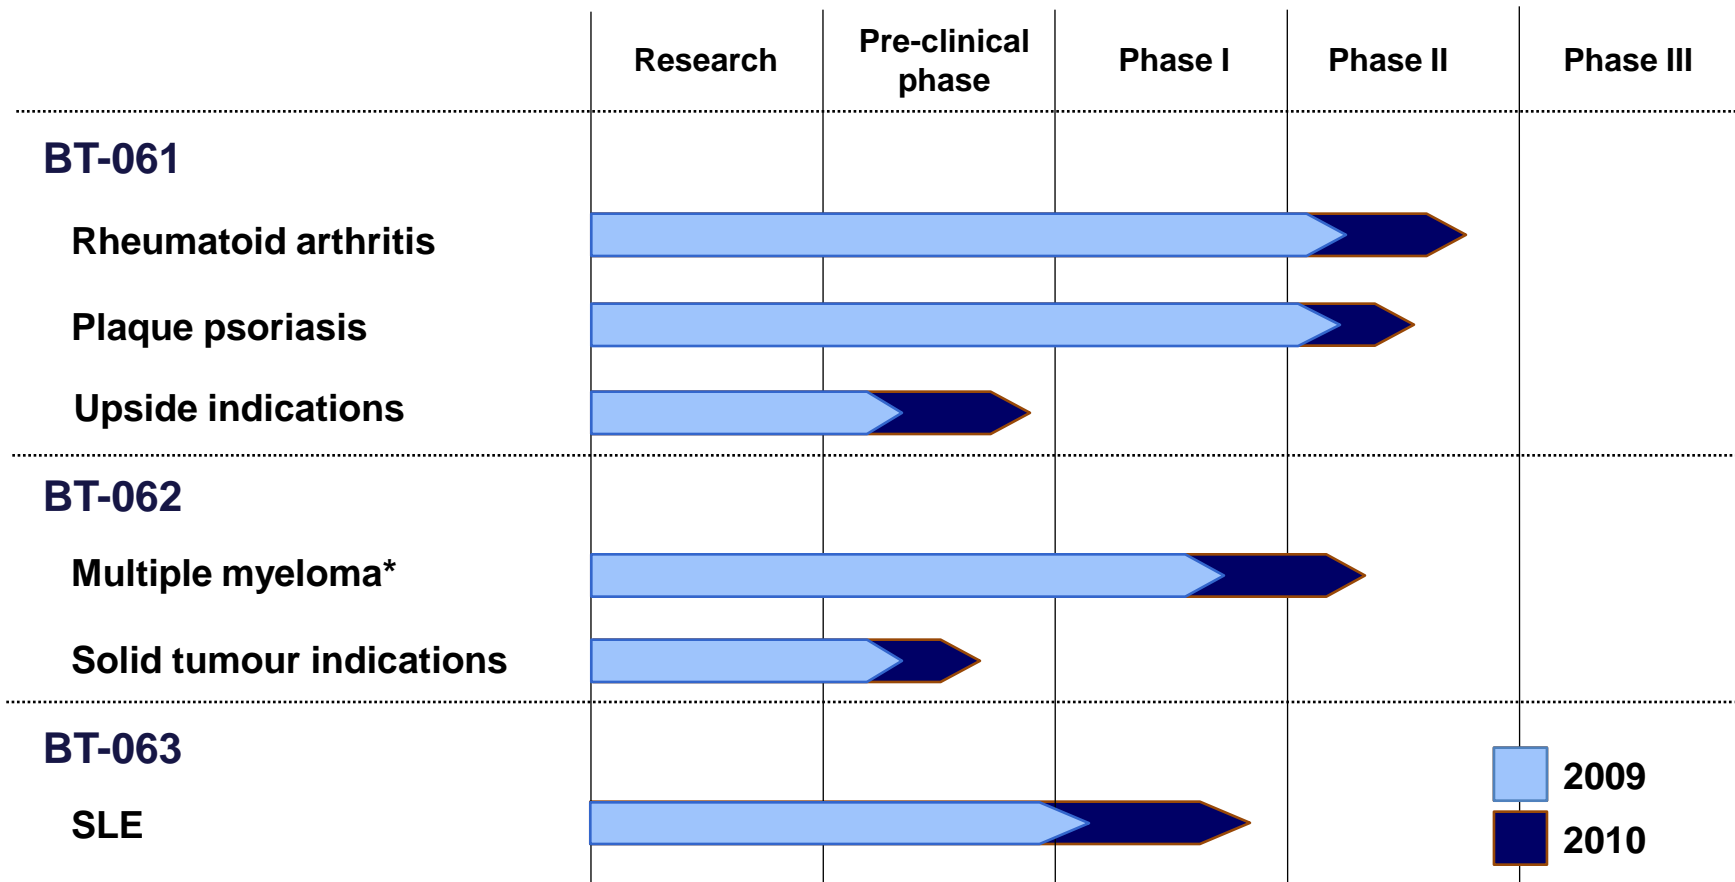 Research
Pre-clinical
phase
Phase I
Phase II
Phase III
BT-061
Rheumatoid arthritis
Plaque psoriasis
Upside indications
BT-062
Multiple myeloma*
Solid tumour indications
BT-063
SLE
2009
2010